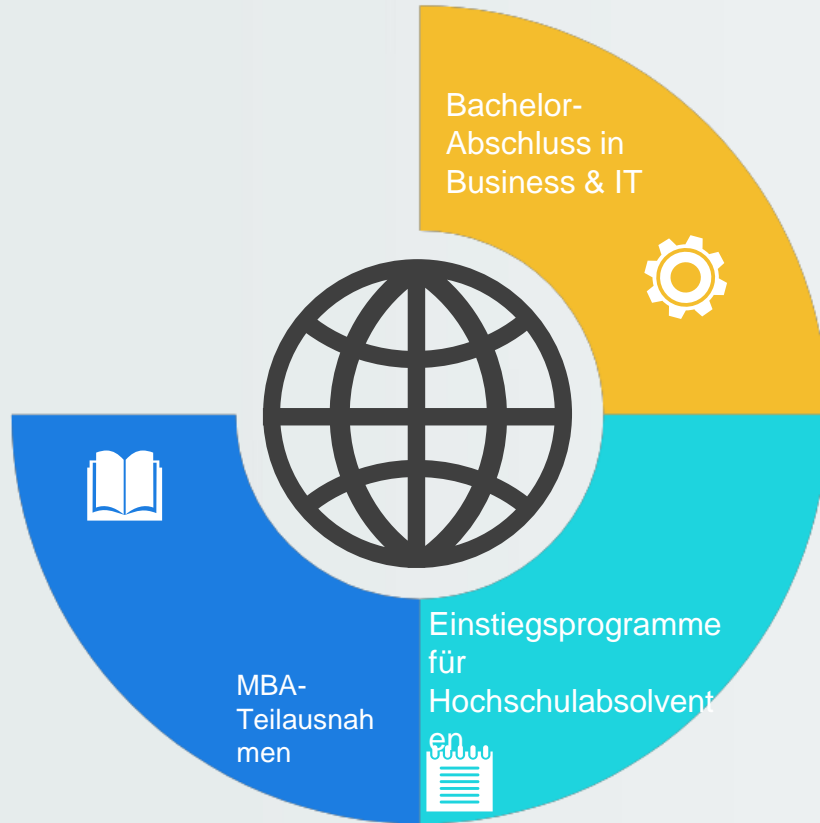 Bachelor-
Abschluss in
Business & IT
Einstiegsprogramme
für
Hochschulabsolvent
en
MBA-
Teilausnah
men